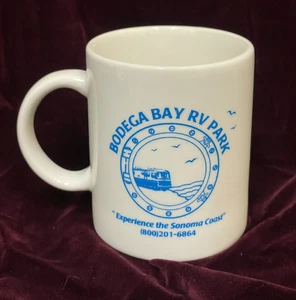 BODEGA BAY RV PARK
"Experience the Sonoma Coast"
(800)201-6864